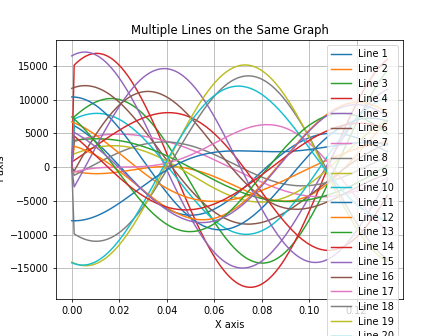 Multiple Lines on the Same Graph
15000
10000
5000
0
−5000
−10000
−15000
0.00
0.02
0.04
0.06
0.08
0.10
X axis
Line 1
Line 2
Line 3
Line 4
Line 5
Line 6
Line 7
Line 8
Line 9
Line 10
Line 11
Line 12
Line 13
Line 14
Line 15
Line 16
Line 17
Line 18
Line 19